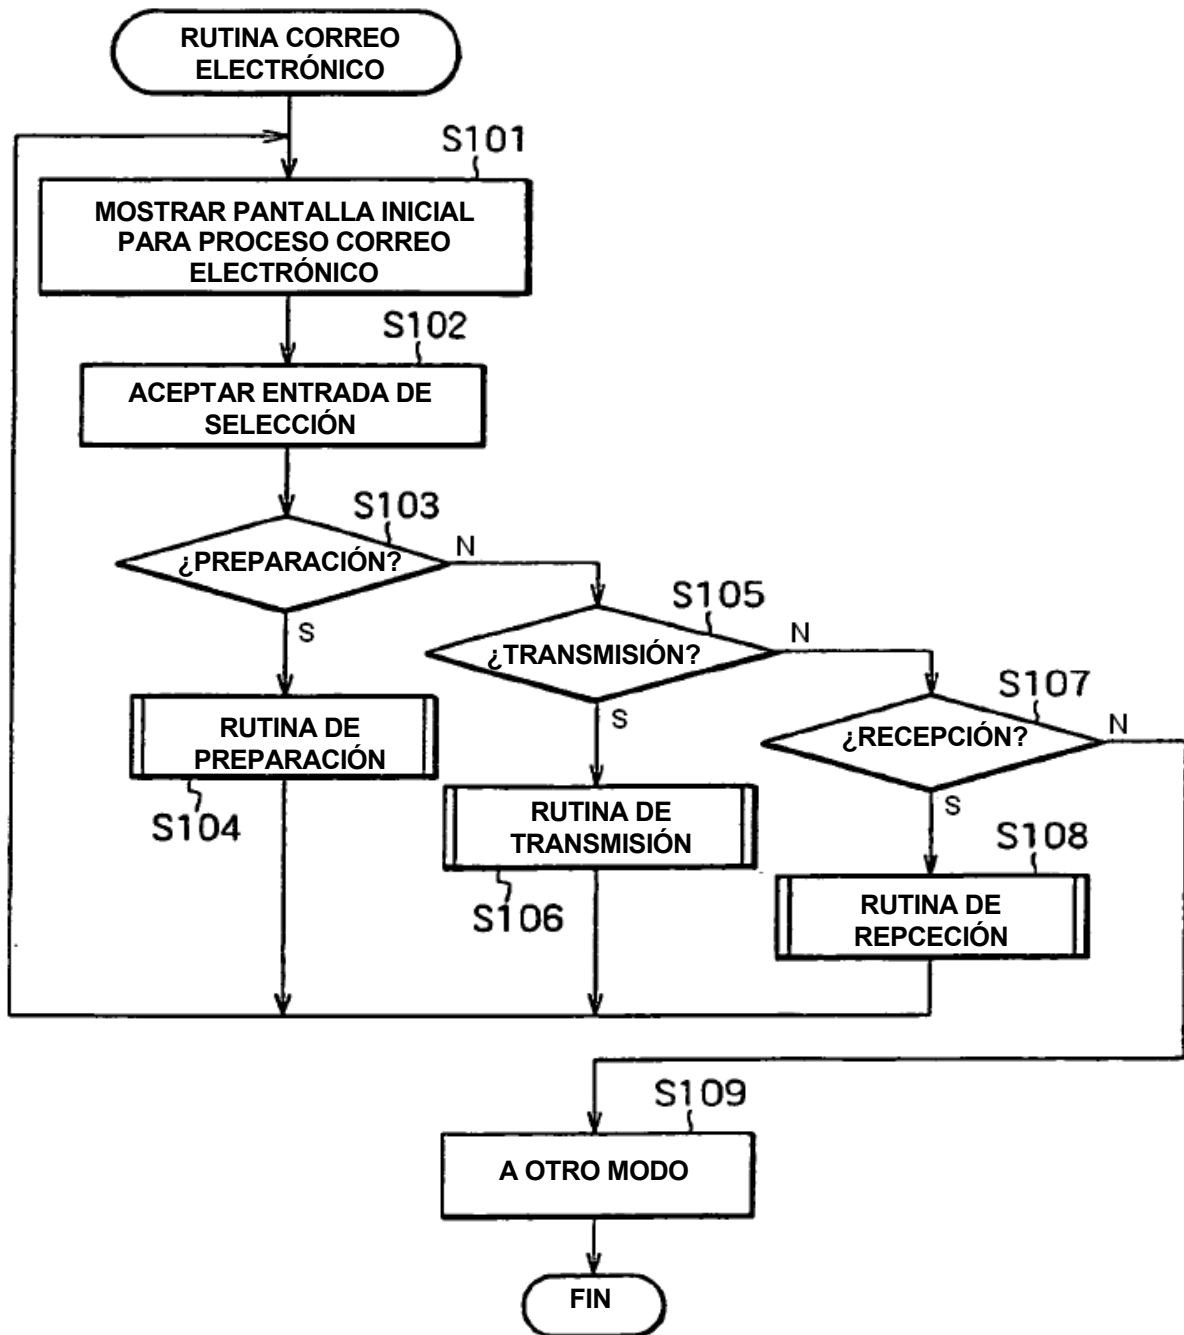 RUTINA CORREO
ELECTRÓNICO
S101
MOSTRAR PANTALLA INICIAL
PARA PROCESO CORREO
ELECTRÓNICO
S102
ACEPTAR ENTRADA DE
SELECCIÓN
S103
¿PREPARACIÓN?
N
S
S105
¿TRANSMISIÓN?
N
S
S107
¿RECEPCIÓN?
N
S
RUTINA DE
PREPARACIÓN
S104
RUTINA DE
TRANSMISIÓN
S106
S108
RUTINA DE
REPCECIÓN
S109
A OTRO MODO
FIN